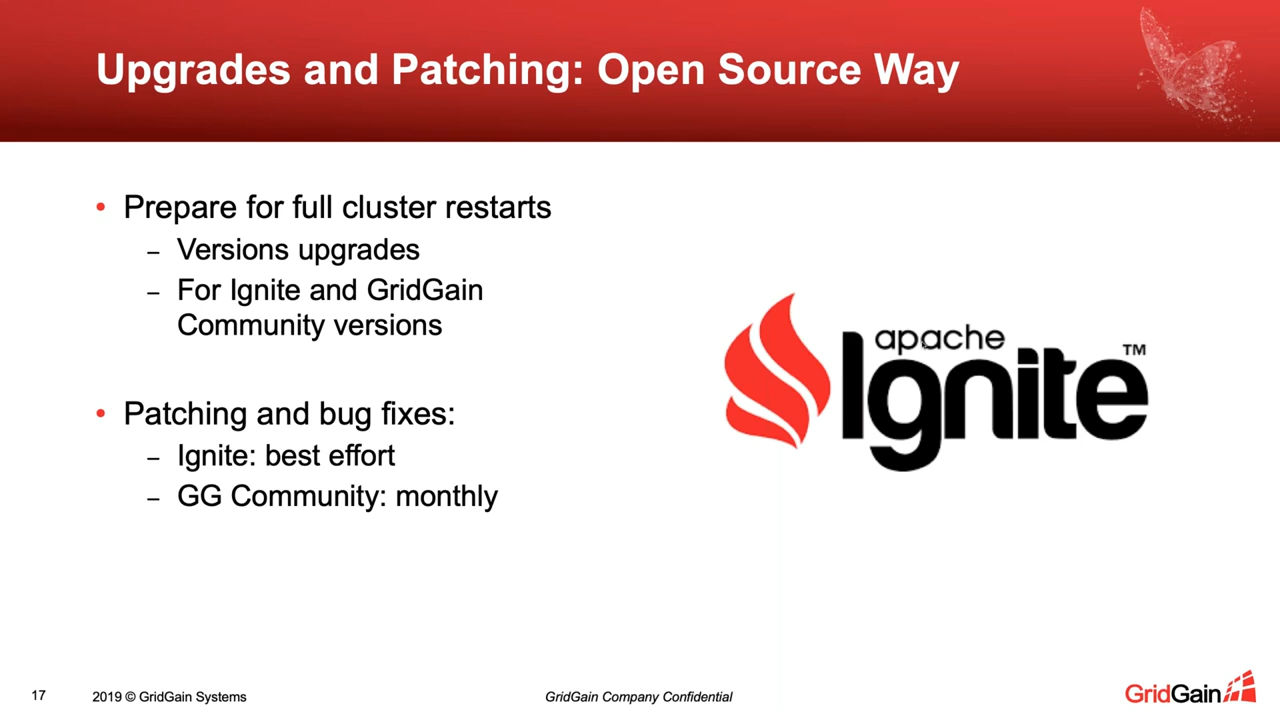 Upgrades and Patching: Open Source Way
• Prepare for full cluster restarts
– Versions upgrades
– For Ignite and GridGain
Community versions
• Patching and bug fixes:
– Ignite: best effort
– GG Community: monthly
apache
Ignite™
17
2019 © GridGain Systems
GridGain Company Confidential
GridGain